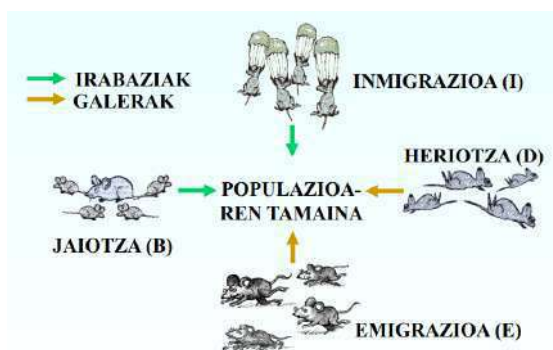 IRABAZIAK
GALERAK
INMIGRAZIOA (I)
HERIOTZA (D)
POPULAZIOA-
REN TAMAINA
JAIOTZA (B)
EMIGRAZIOA (E)